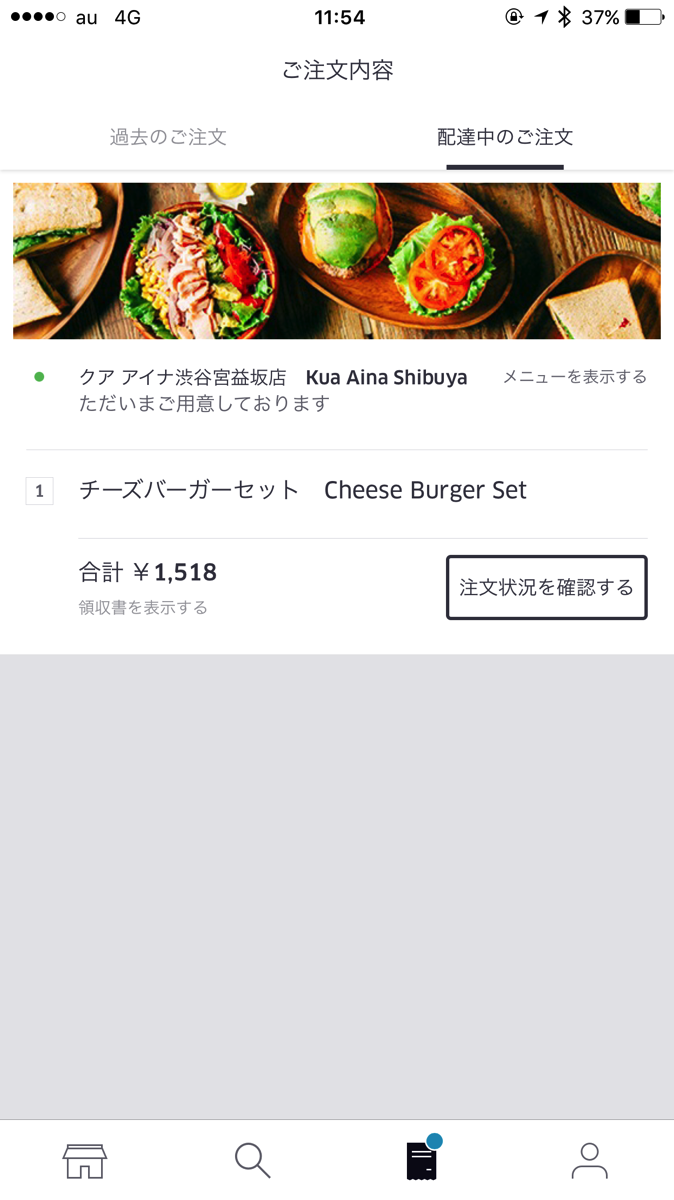 au 4G 11:54 37%
ご注文内容
過去のご注文 配達中のご注文
クア アイナ渋谷宮益坂店 Kua Aina Shibuya メニューを表示する
ただいまご用意しております
1 チーズバーガーセット Cheese Burger Set
合計 ￥1,518
注文状況を確認する
領収書を表示する